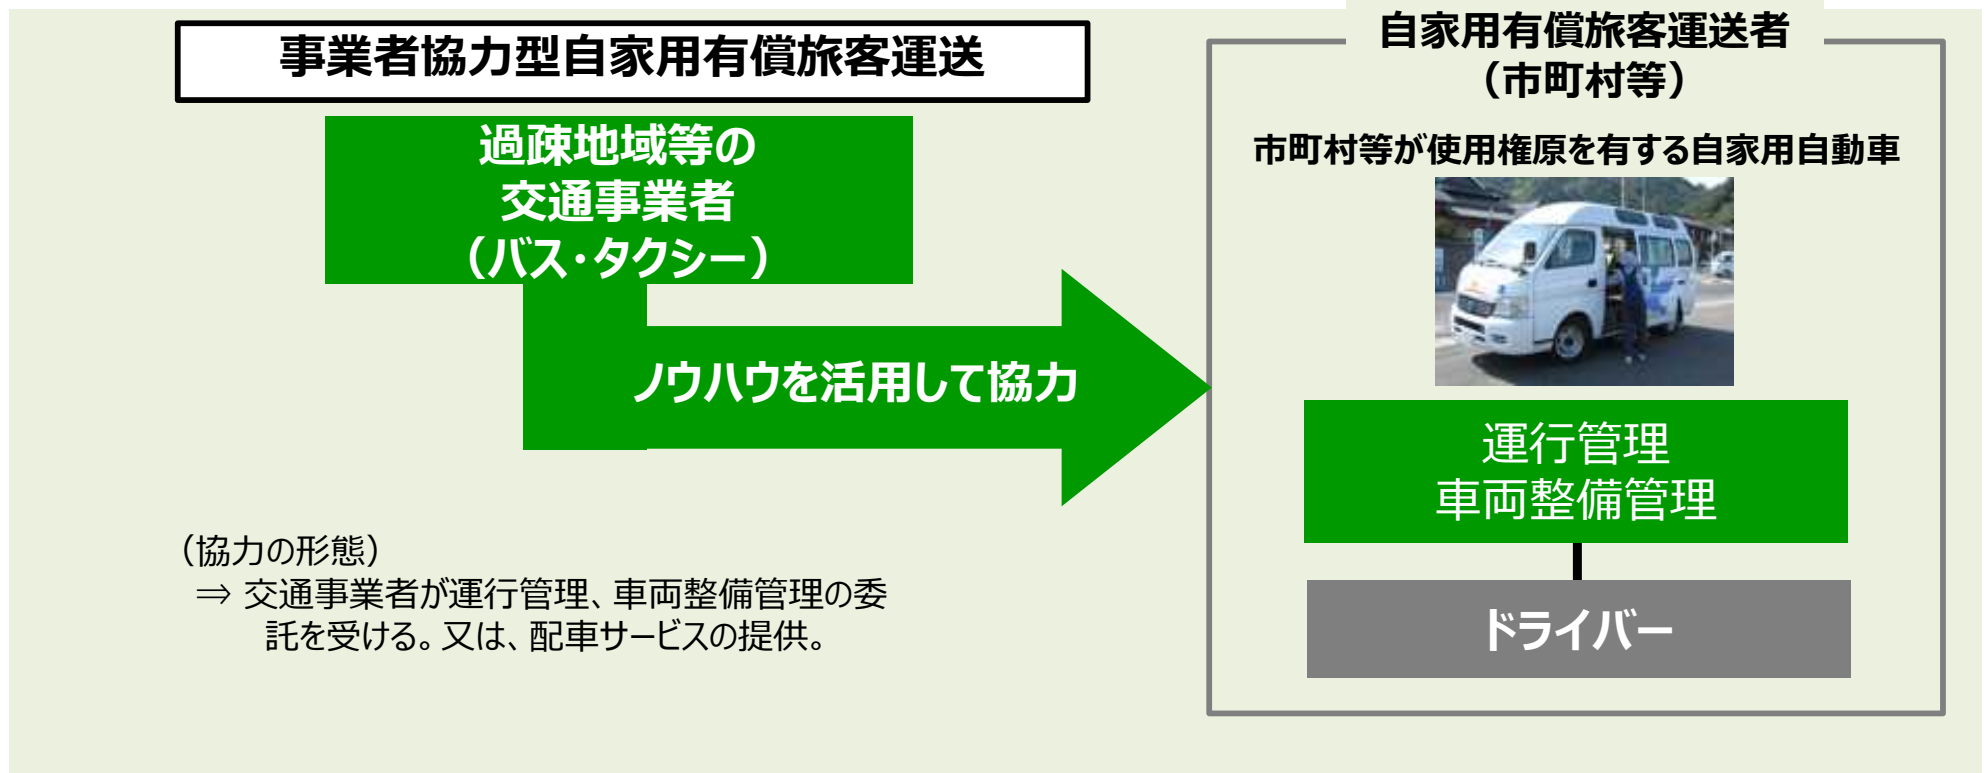 事業者協力型自家用有償旅客運送
過疎地域等の
交通事業者
（バス・タクシー）
ノウハウを活用して協力
（協力の形態）
⇒ 交通事業者が運行管理、車両整備管理の委
託を受ける。又は、配車サービスの提供。
自家用有償旅客運送者
（市町村等）
市町村等が使用権原を有する自家用自動車
運行管理
車両整備管理
ドライバー